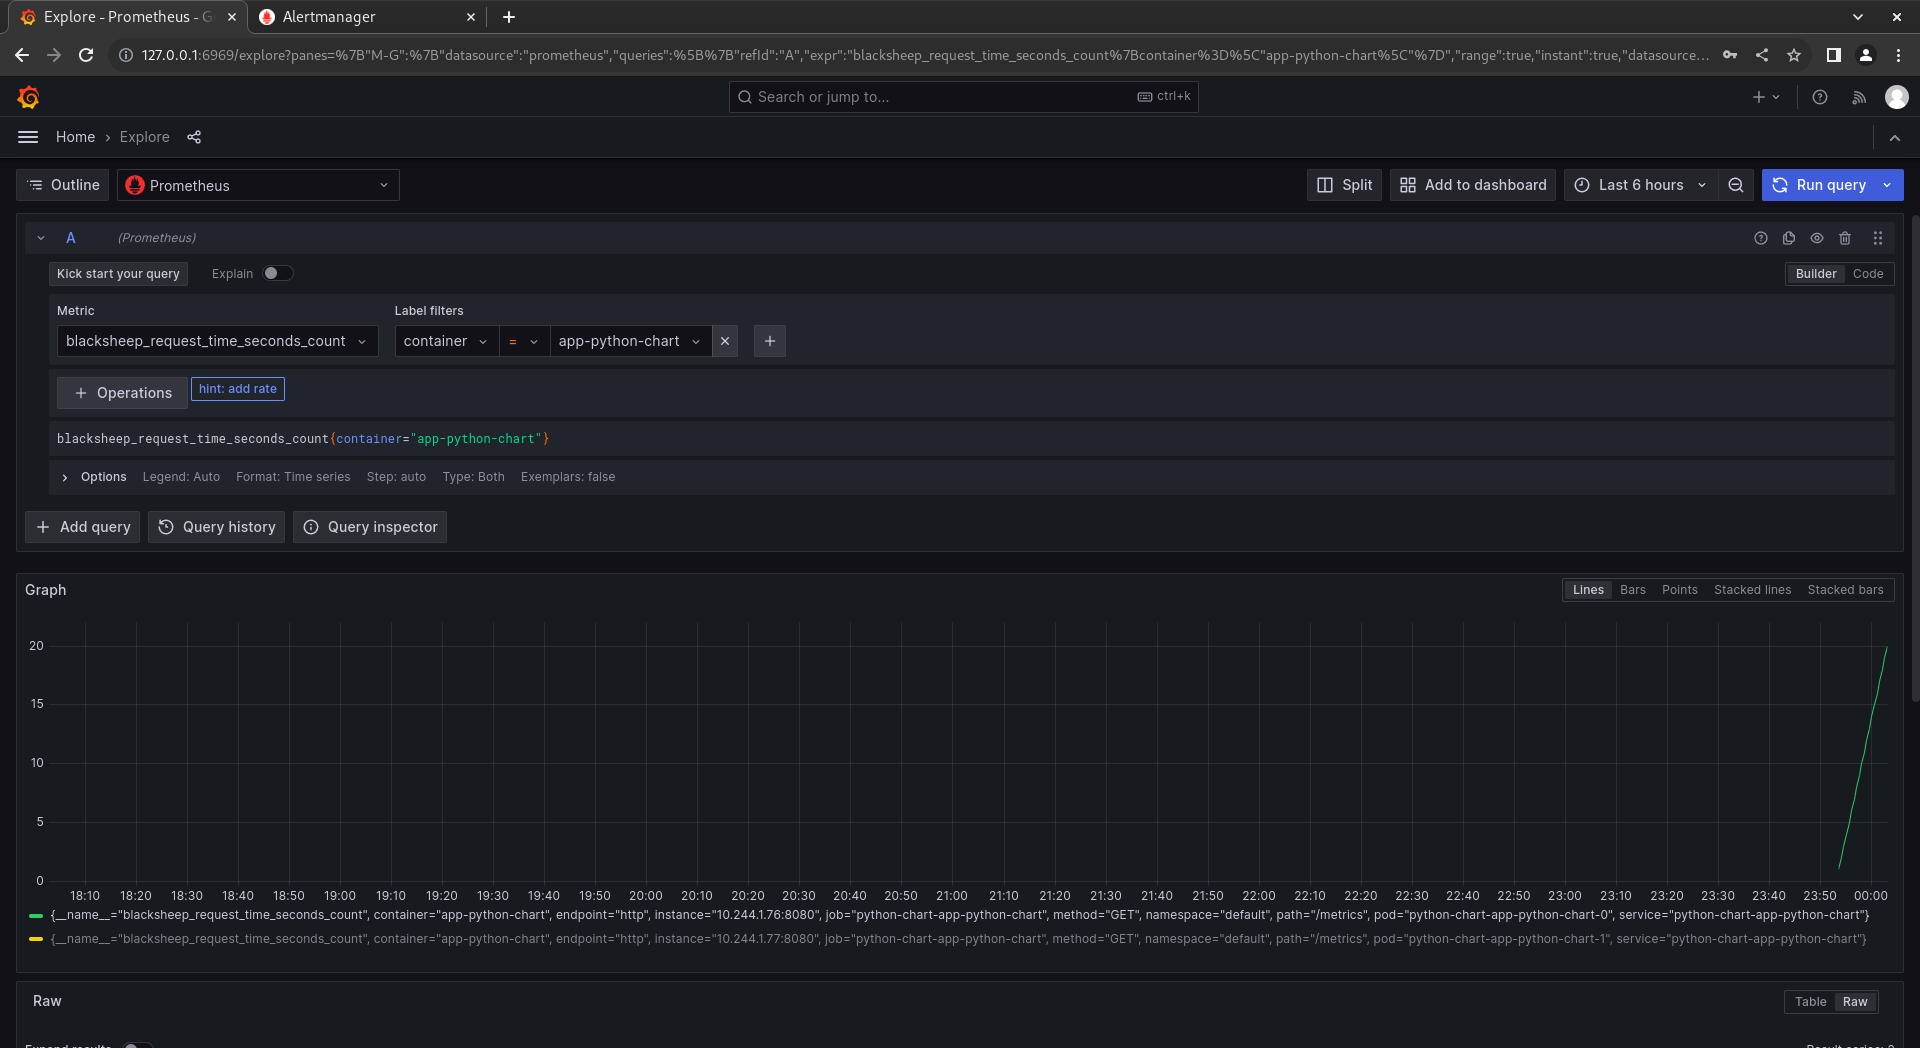 Explore - Prometheus - G
Alertmanager
127.0.0.1:6969/explore?panes=%7B"M-G":%7B"datasource":"prometheus","queries":%5B%7B"refId":"A","expr":"blacksheep_request_time_seconds_count%7Bcontainer%3D%5C"app-python-chart%5C"%7D","range":true,"instant":true,"datasource...
Search or jump to...
ctrl+k
Home › Explore
Outline
Prometheus
Split
Add to dashboard
Last 6 hours
Run query
A
(Prometheus)
Kick start your query
Explain
Builder
Code
Metric
Label filters
blacksheep_request_time_seconds_count
container
=
app-python-chart
+ Operations
hint: add rate
blacksheep_request_time_seconds_count{container="app-python-chart"}
Options Legend: Auto Format: Time series Step: auto Type: Both Exemplars: false
+ Add query
Query history
Query inspector
Graph
Lines Bars Points Stacked lines Stacked bars
20
15
10
5
0
18:10 18:20 18:30 18:40 18:50 19:00 19:10 19:20 19:30 19:40 19:50 20:00 20:10 20:20 20:30 20:40 20:50 21:00 21:10 21:20 21:30 21:40 21:50 22:00 22:10 22:20 22:30 22:40 22:50 23:00 23:10 23:20 23:30 23:40 23:50 00:00
{__name__="blacksheep_request_time_seconds_count", container="app-python-chart", endpoint="http", instance="10.244.1.76:8080", job="python-chart-app-python-chart", method="GET", namespace="default", path="/metrics", pod="python-chart-app-python-chart-0", service="python-chart-app-python-chart"}
{__name__="blacksheep_request_time_seconds_count", container="app-python-chart", endpoint="http", instance="10.244.1.77:8080", job="python-chart-app-python-chart", method="GET", namespace="default", path="/metrics", pod="python-chart-app-python-chart-1", service="python-chart-app-python-chart"}
Raw
Table Raw
Expand results